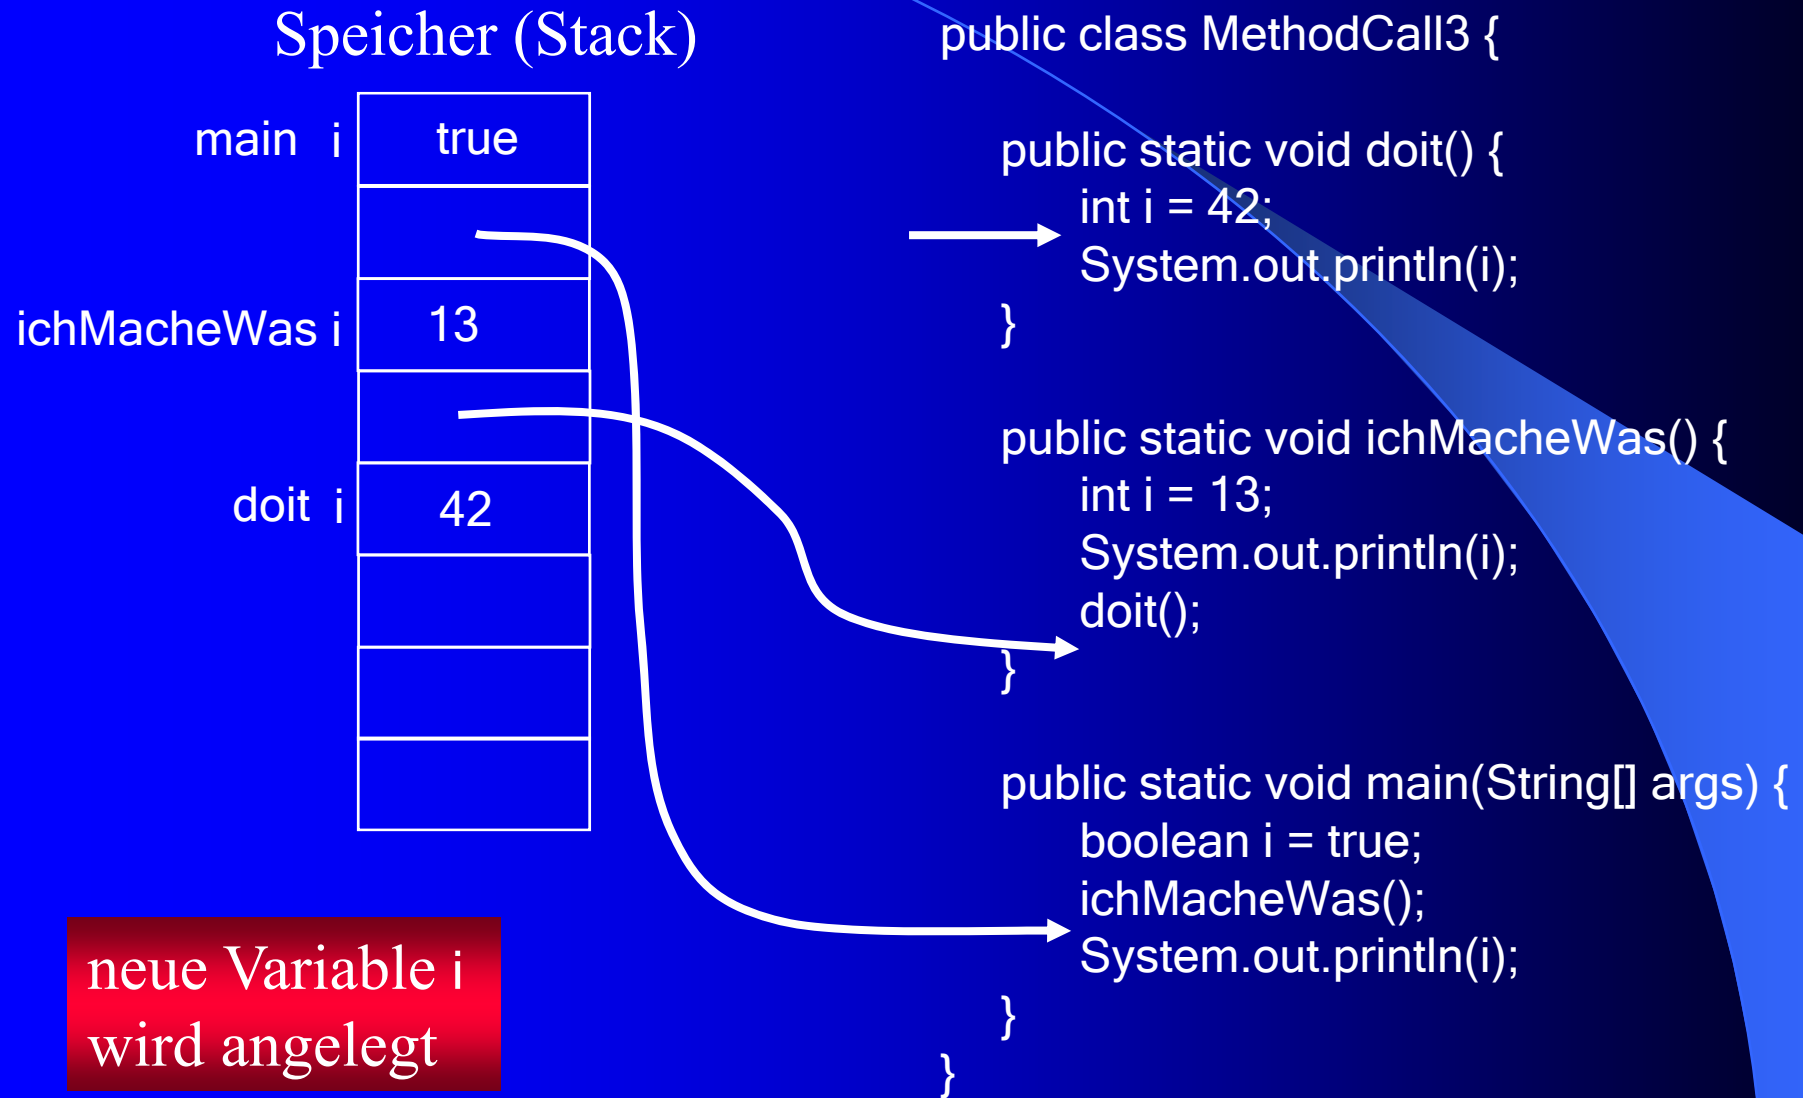 Speicher (Stack)
main i true
ichMacheWas i 13
doit i 42
neue Variable i
wird angelegt
public class MethodCall3 {
public static void doit() {
int i = 42;
System.out.println(i);
}
public static void ichMacheWas() {
int i = 13;
System.out.println(i);
doit();
}
public static void main(String[] args) {
boolean i = true;
ichMacheWas();
System.out.println(i);
}
}